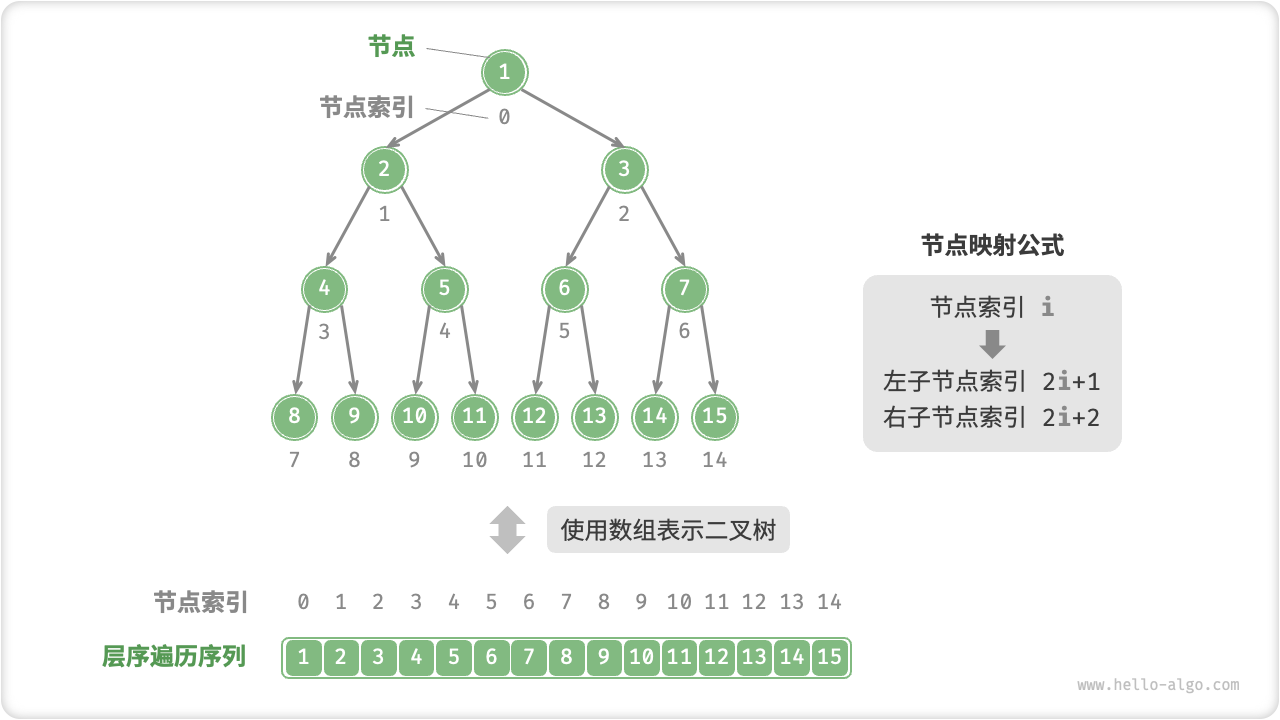 节点
1
节点索引
0
2 3
1 2
4 5 6 7
3 4 5 6
8 9 10 11 12 13 14 15
7 8 9 10 11 12 13 14
节点映射公式
节点索引 i
左子节点索引 2i+1
右子节点索引 2i+2
使用数组表示二叉树
节点索引 0 1 2 3 4 5 6 7 8 9 10 11 12 13 14
层序遍历序列 1 2 3 4 5 6 7 8 9 10 11 12 13 14 15
www.hello-algo.com